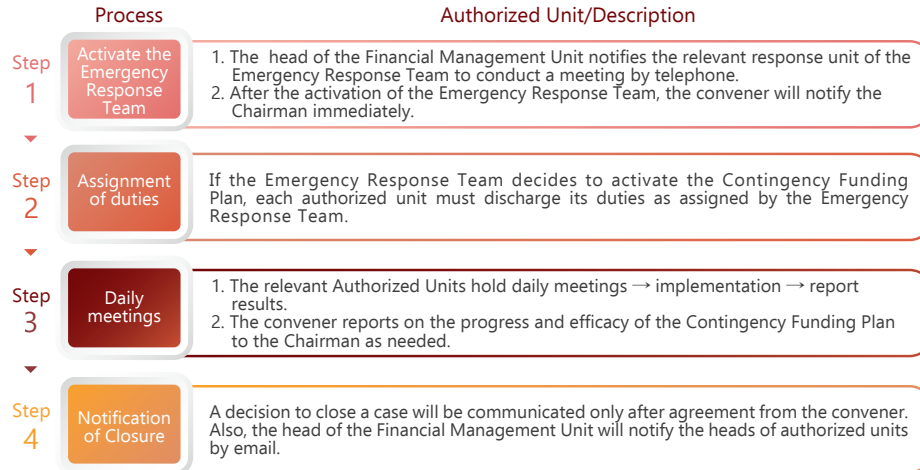 Process
Authorized Unit/Description
Step
1
Activate the
Emergency
Response
Team
1. The head of the Financial Management Unit notifies the relevant response unit of the
Emergency Response Team to conduct a meeting by telephone.
2. After the activation of the Emergency Response Team, the convener will notify the
Chairman immediately.
Step
2
Assignment
of duties
If the Emergency Response Team decides to activate the Contingency Funding
Plan, each authorized unit must discharge its duties as assigned by the Emergency
Response Team.
Step
3
Daily
meetings
1. The relevant Authorized Units hold daily meetings → implementation → report
results.
2. The convener reports on the progress and efficacy of the Contingency Funding Plan
to the Chairman as needed.
Step
4
Notification
of Closure
A decision to close a case will be communicated only after agreement from the convener.
Also, the head of the Financial Management Unit will notify the heads of authorized units
by email.